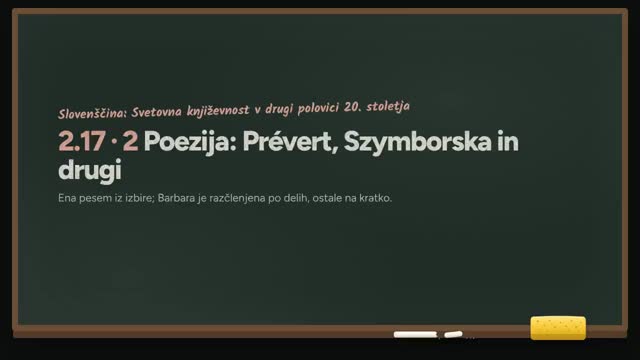 Slovenščina: Svetovna književnost v drugi polovici 20. stoletja
2.17 · 2 Poezija: Prévert, Szymborska in
drugi
Ena pesem iz izbire; Barbara je razčlenjena po delih, ostale na kratko.